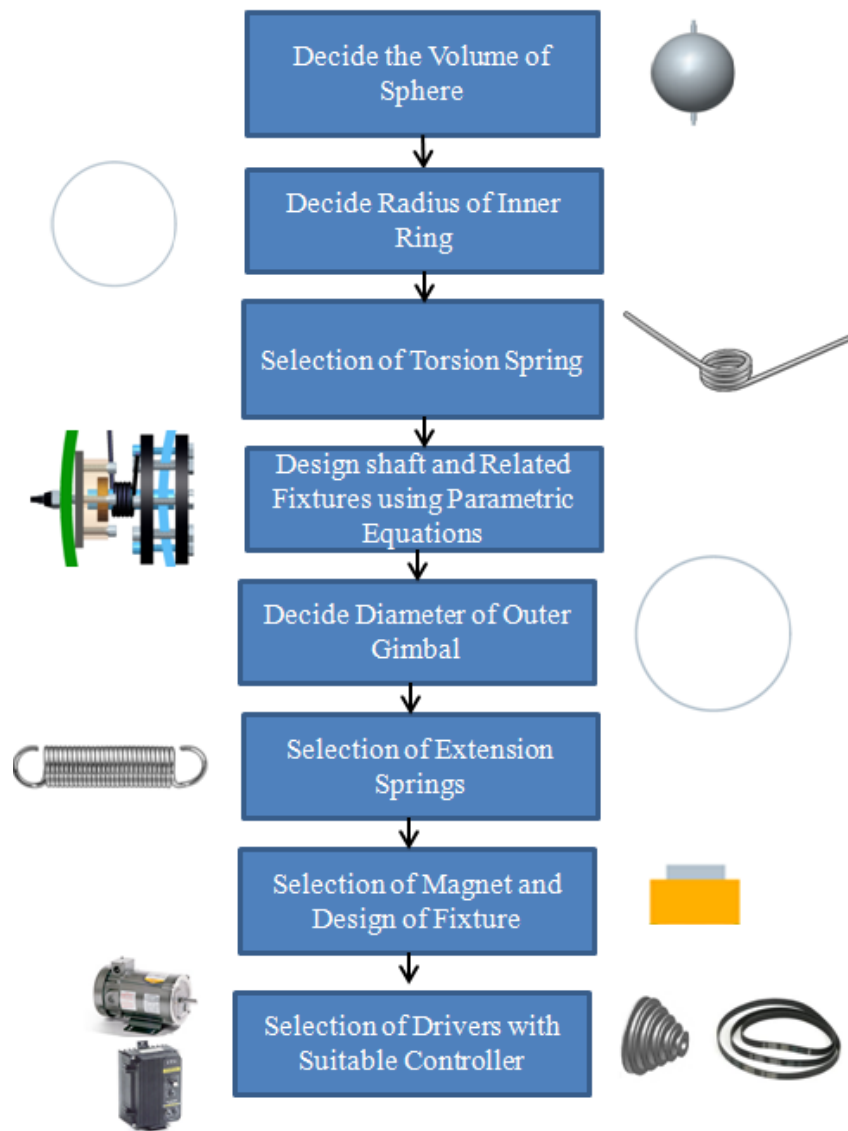 Decide the Volume of
Sphere
Decide Radius of Inner
Ring
Selection of Torsion Spring
Design shaft and Related
Fixtures using Parametric
Equations
Decide Diameter of Outer
Gimbal
Selection of Extension
Springs
Selection of Magnet and
Design of Fixture
Selection of Drivers with
Suitable Controller